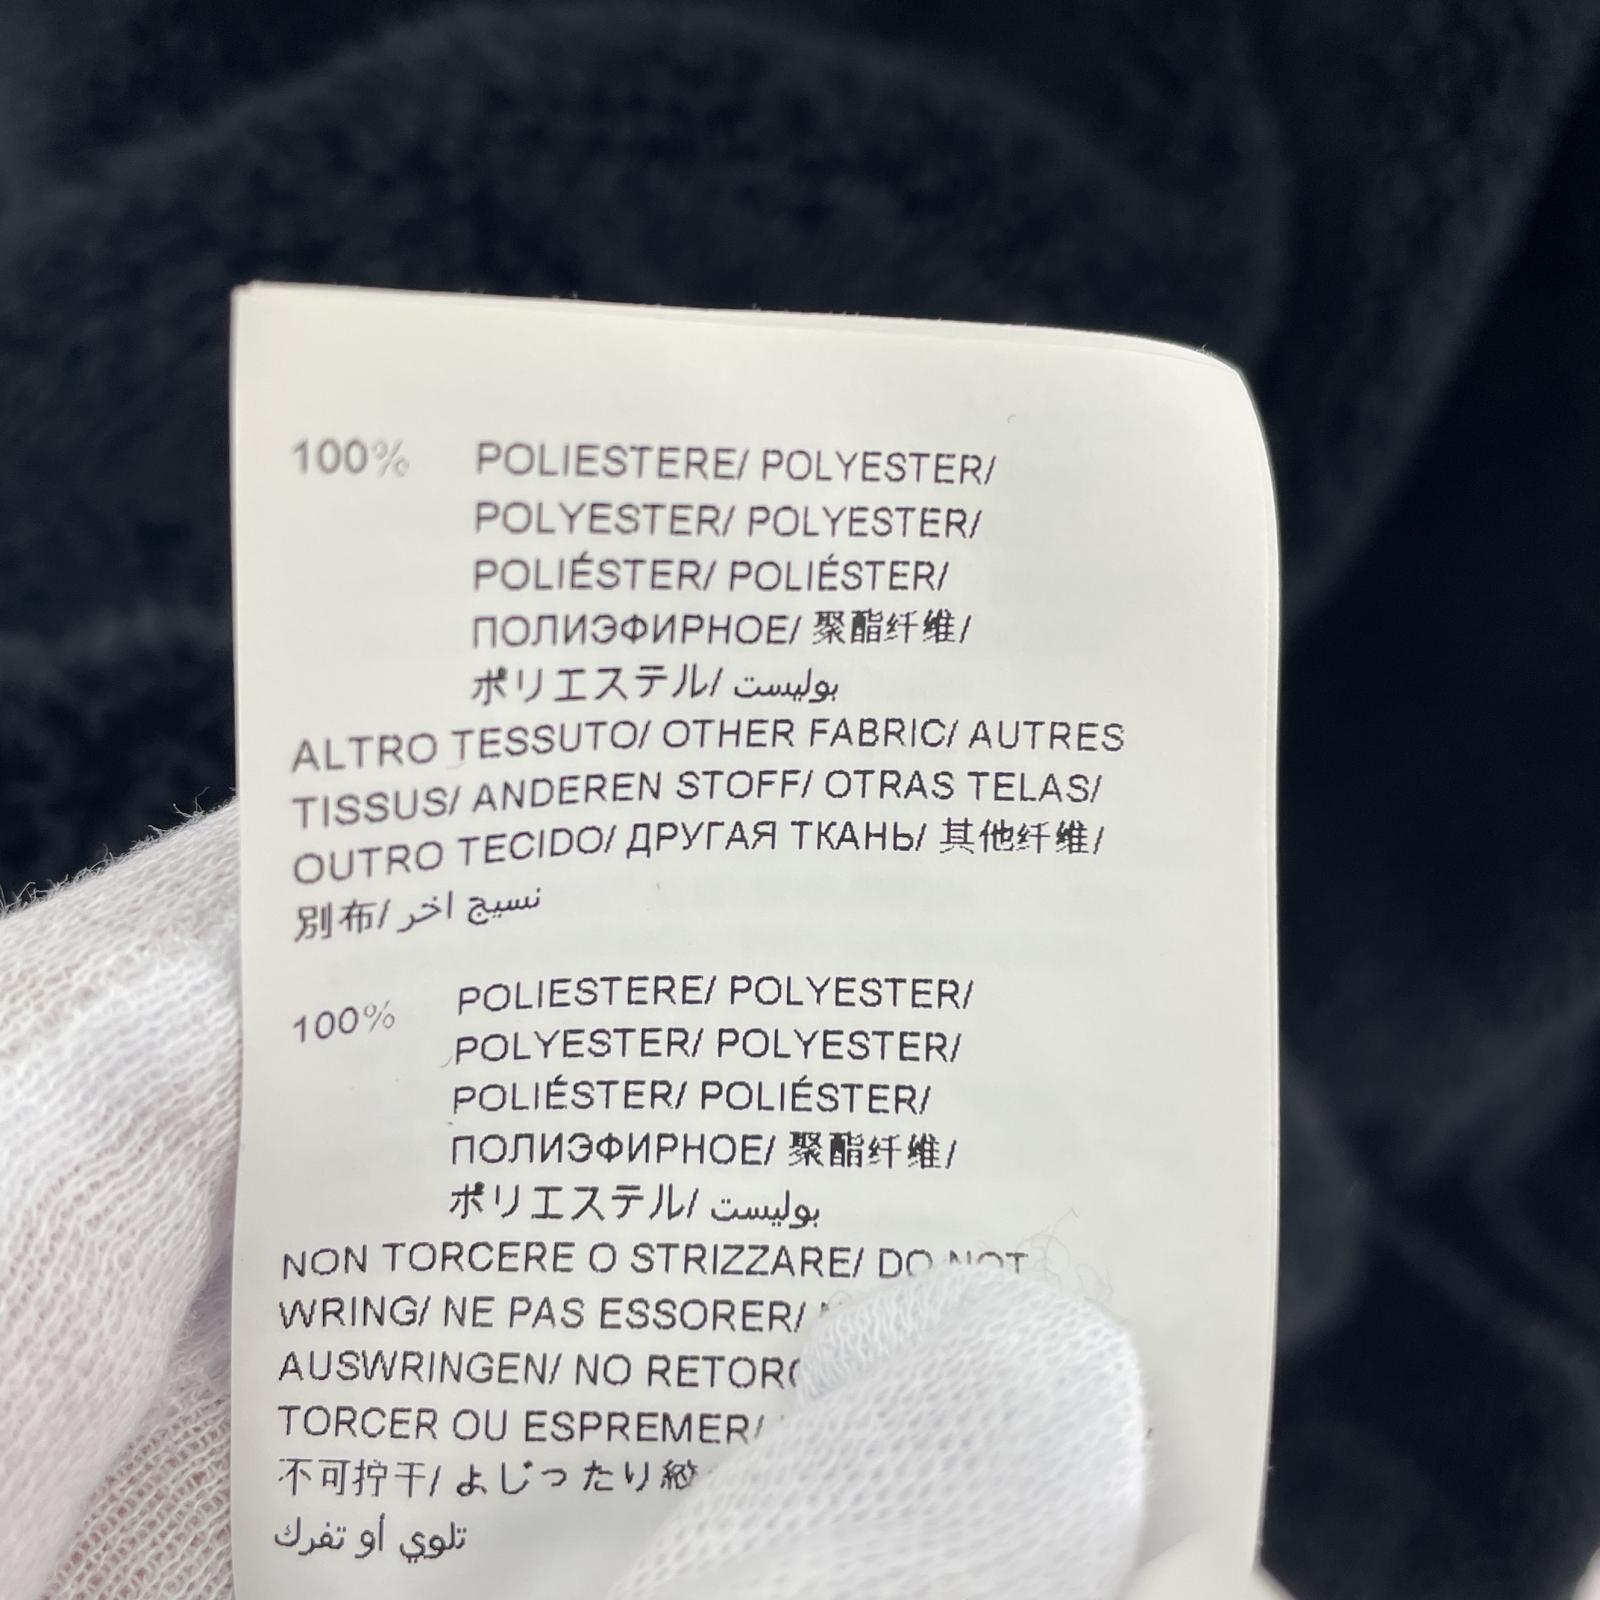 100% POLIESTERE/ POLYESTER/
POLYESTER/ POLYESTER/
POLIÉSTER/ POLIÉSTER/
ПОЛИЭФИРНОЕ/ 聚酯纤维/
ポリエステル/ بوليست
ALTRO TESSUTO/ OTHER FABRIC/ AUTRES
TISSUS/ ANDEREN STOFF/ OTRAS TELAS/
OUTRO TECIDO/ ДРУГАЯ ТКАНЬ/ 其他纤维/
別布/ نسيج اخر
100% POLIESTERE/ POLYESTER/
POLYESTER/ POLYESTER/
POLIÉSTER/ POLIÉSTER/
ПОЛИЭФИРНОЕ/ 聚酯纤维/
ポリエステル/ بوليست
NON TORCERE O STRIZZARE/ DO NOT
WRING/ NE PAS ESSORER/
AUSWRINGEN/ NO
TORCER OU ESPREMER/
不可拧干/ よじったり絞
تلوي أو تفرك